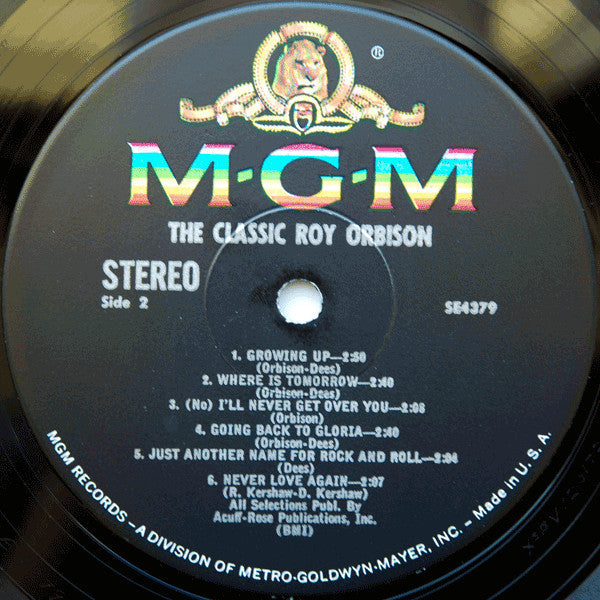 ®
M·G·M
THE CLASSIC ROY ORBISON
STEREO
Side 2
SE4379
1. GROWING UP—2:50
(Orbison-Dees)
2. WHERE IS TOMORROW—2:40
(Orbison-Dees)
3. (No) I'LL NEVER GET OVER YOU—2:08
(Orbison)
4. GOING BACK TO GLORIA—2:40
(Orbison-Dees)
5. JUST ANOTHER NAME FOR ROCK AND ROLL—2:04
(Dees)
6. NEVER LOVE AGAIN—2:07
(R. Kershaw-D. Kershaw)
All Selections Publ. By
Acuff-Rose Publications, Inc.
(BMI)
MGM RECORDS – A DIVISION OF METRO-GOLDWYN-MAYER, INC. – Made in U. S. A.